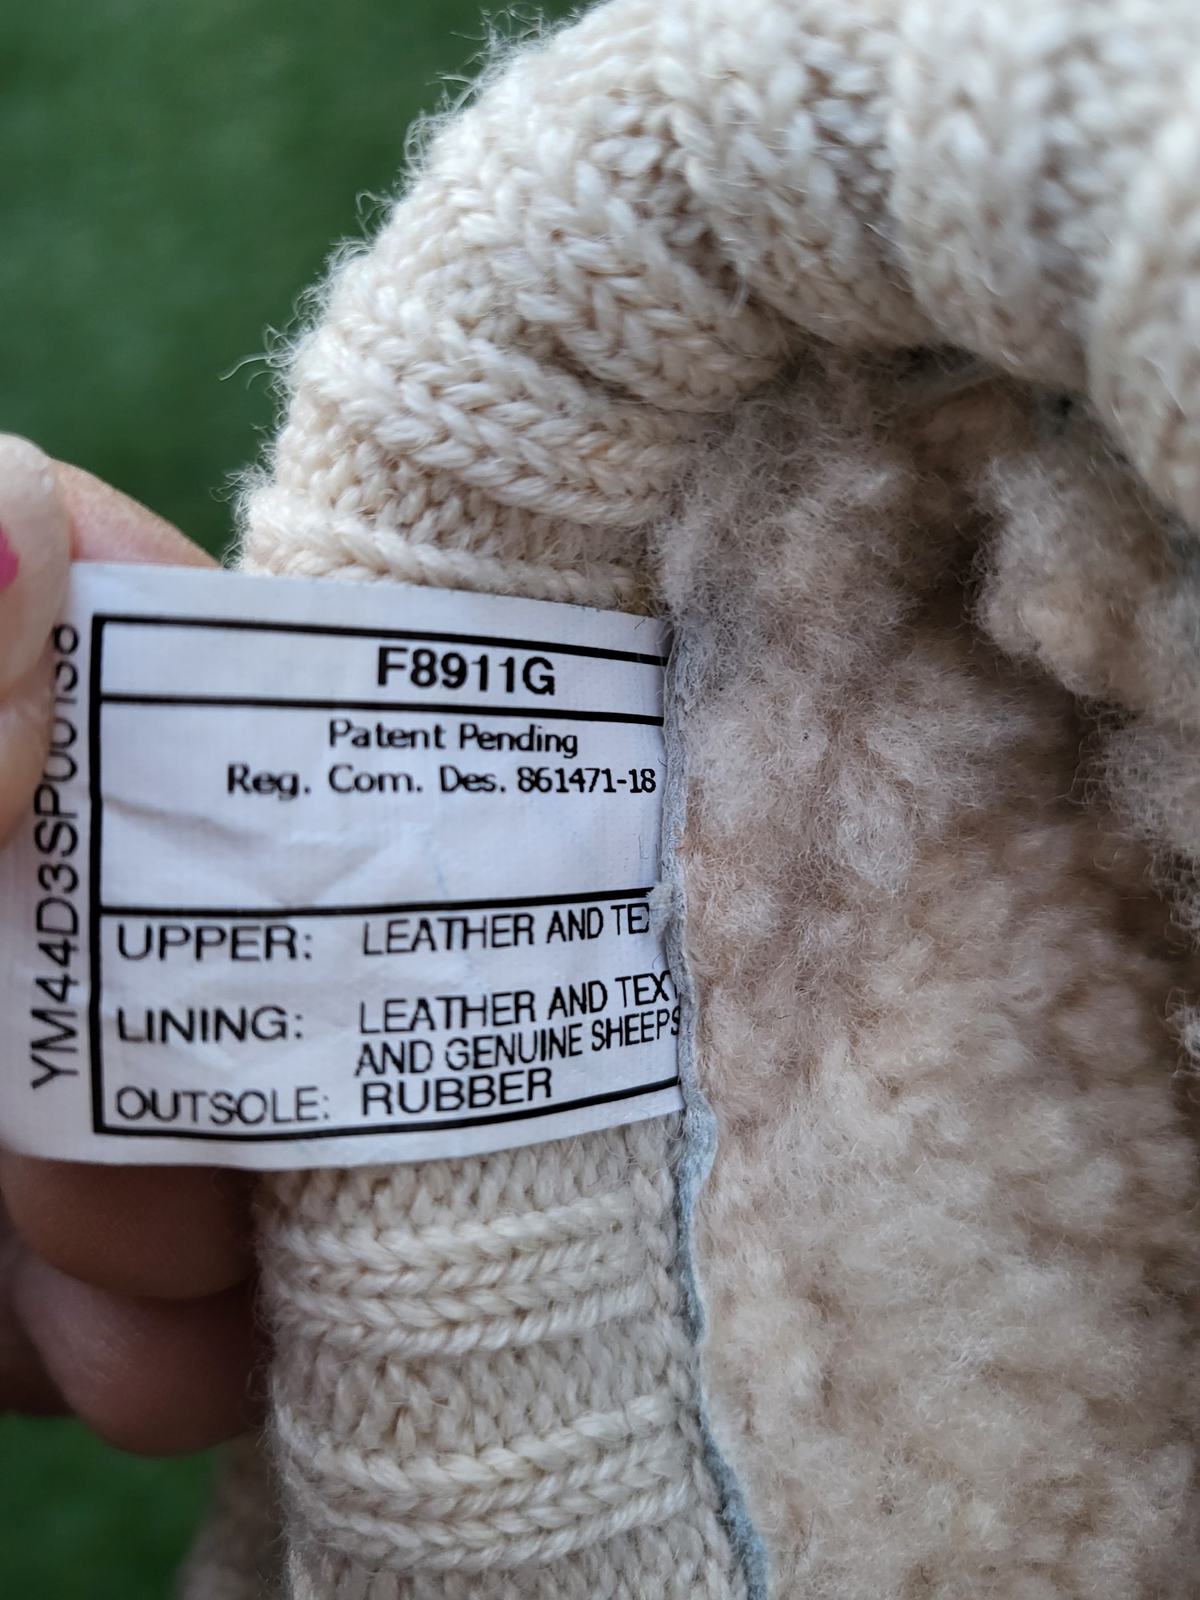 F8911G
Patent Pending
Reg. Com. Des. 861471-18
UPPER: LEATHER AND TEX
LINING: LEATHER AND TEXT
AND GENUINE SHEEPS
OUTSOLE: RUBBER
YM44D3SP00138